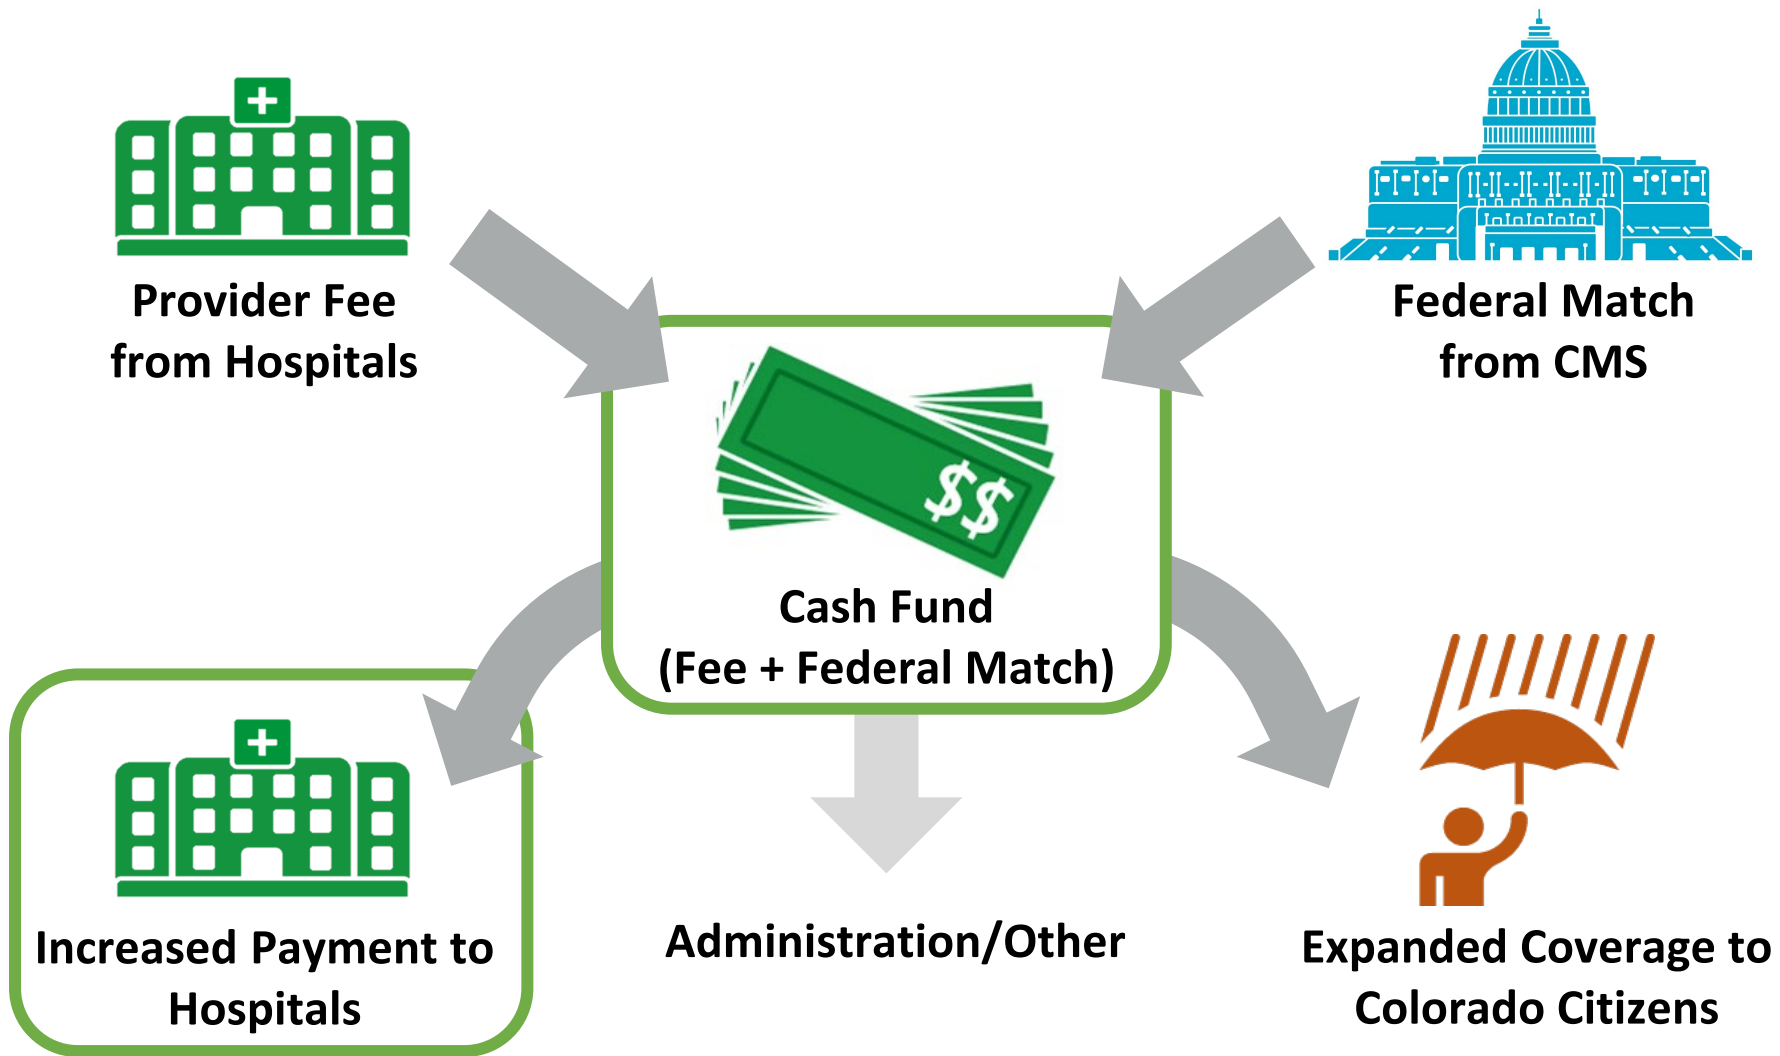 Provider Fee
from Hospitals
Federal Match
from CMS
$$
Cash Fund
(Fee + Federal Match)
Increased Payment to
Hospitals
Administration/Other
Expanded Coverage to
Colorado Citizens